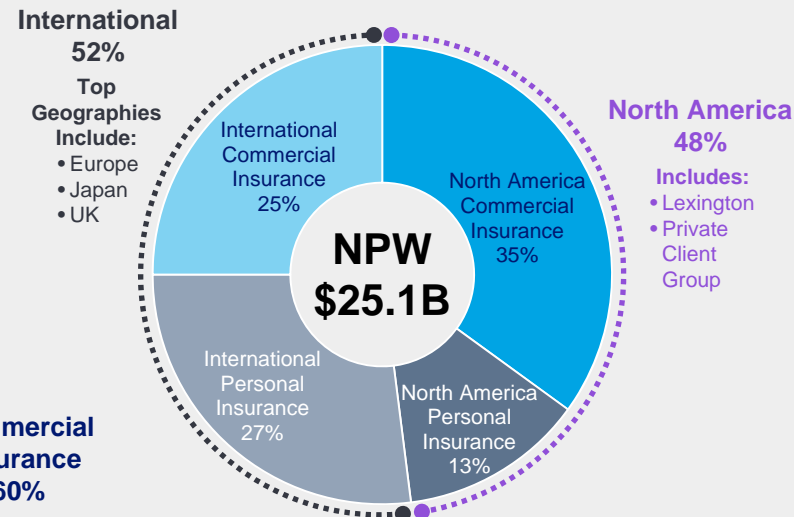 International
52%
Top
Geographies
Include:
• Europe
• Japan
• UK
International
Commercial
Insurance
25%
North America
Commercial
Insurance
35%
North America
48%
Includes:
• Lexington
• Private
Client
Group
NPW
$25.1B
International
Personal
Insurance
27%
North America
Personal
Insurance
13%
mmercial
urance
60%